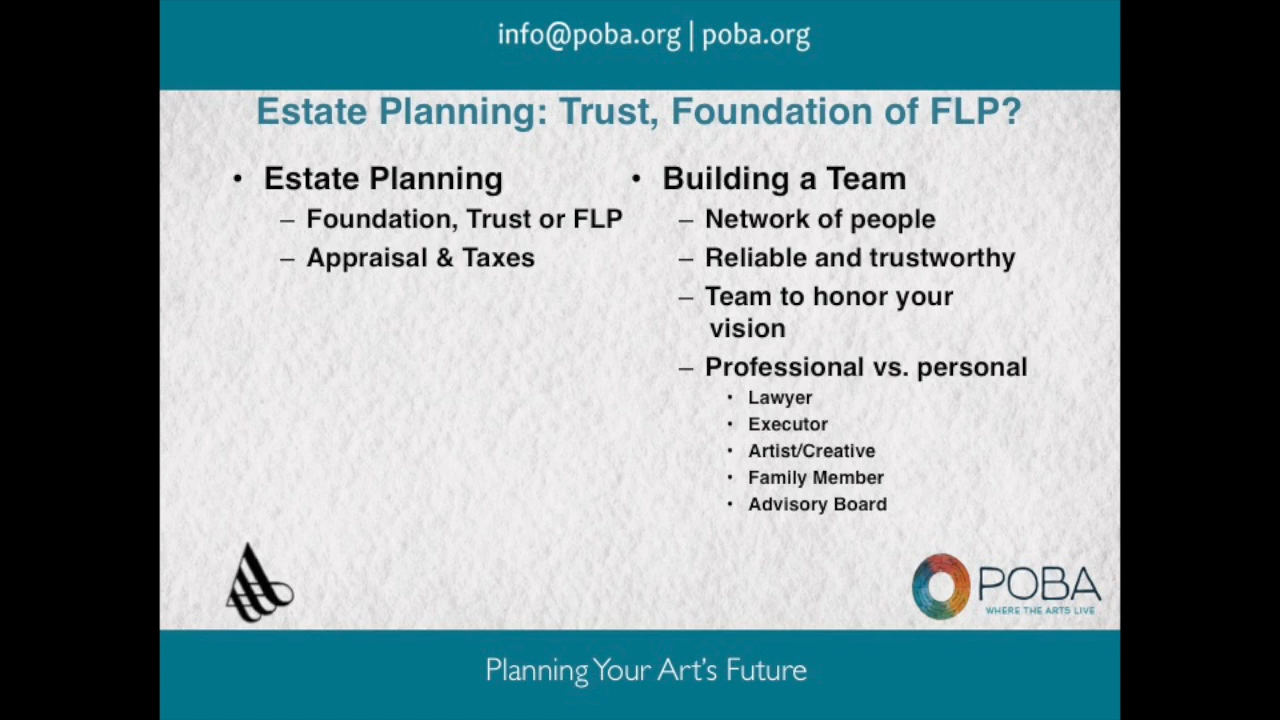 info@poba.org | poba.org
Estate Planning: Trust, Foundation of FLP?
• Estate Planning
– Foundation, Trust or FLP
– Appraisal & Taxes
• Building a Team
– Network of people
– Reliable and trustworthy
– Team to honor your
vision
– Professional vs. personal
• Lawyer
• Executor
• Artist/Creative
• Family Member
• Advisory Board
POBA
WHERE THE ARTS LIVE
Planning Your Art's Future